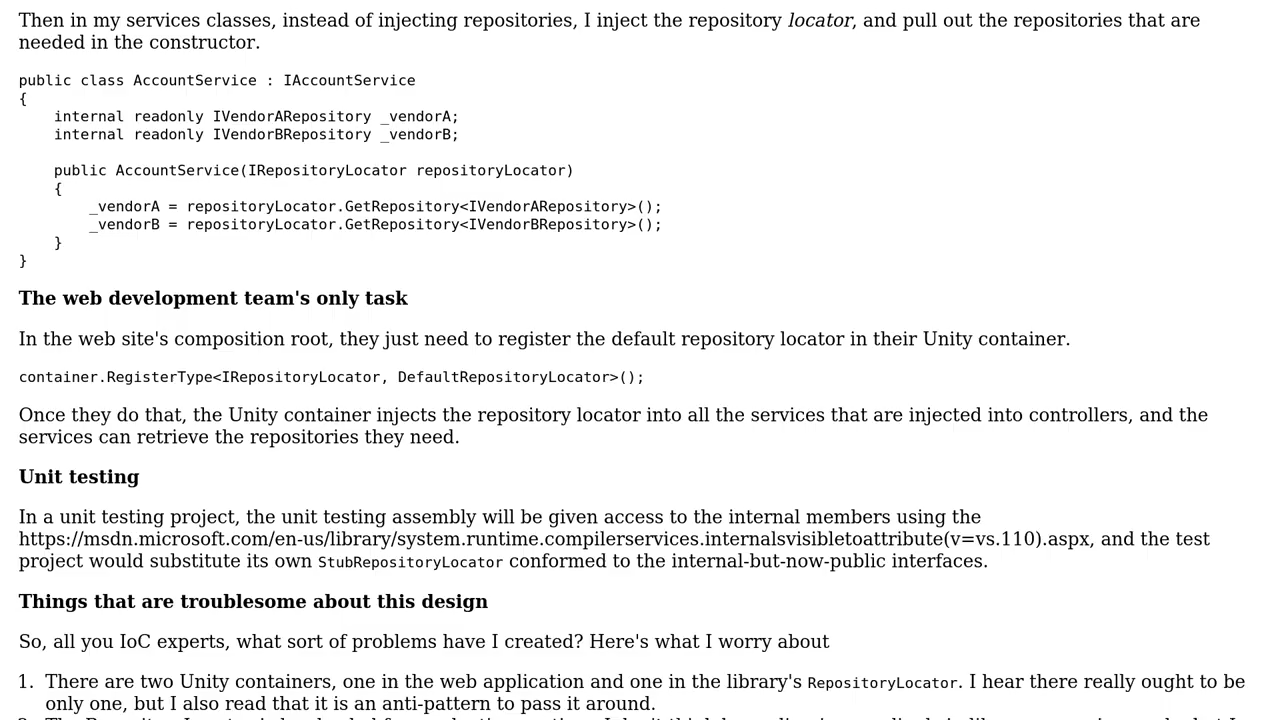 Then in my services classes, instead of injecting repositories, I inject the repository locator, and pull out the repositories that are
needed in the constructor.
public class AccountService : IAccountService
{
    internal readonly IVendorARepository _vendorA;
    internal readonly IVendorBRepository _vendorB;
    public AccountService(IRepositoryLocator repositoryLocator)
    {
        _vendorA = repositoryLocator.GetRepository<IVendorARepository>();
        _vendorB = repositoryLocator.GetRepository<IVendorBRepository>();
    }
}
The web development team's only task
In the web site's composition root, they just need to register the default repository locator in their Unity container.
container.RegisterType<IRepositoryLocator, DefaultRepositoryLocator>();
Once they do that, the Unity container injects the repository locator into all the services that are injected into controllers, and the
services can retrieve the repositories they need.
Unit testing
In a unit testing project, the unit testing assembly will be given access to the internal members using the
https://msdn.microsoft.com/en-us/library/system.runtime.compilerservices.internalsvisibletoattribute(v=vs.110).aspx, and the test
project would substitute its own StubRepositoryLocator conformed to the internal-but-now-public interfaces.
Things that are troublesome about this design
So, all you IoC experts, what sort of problems have I created? Here's what I worry about
1. There are two Unity containers, one in the web application and one in the library's RepositoryLocator. I hear there really ought to be
only one, but I also read that it is an anti-pattern to pass it around.